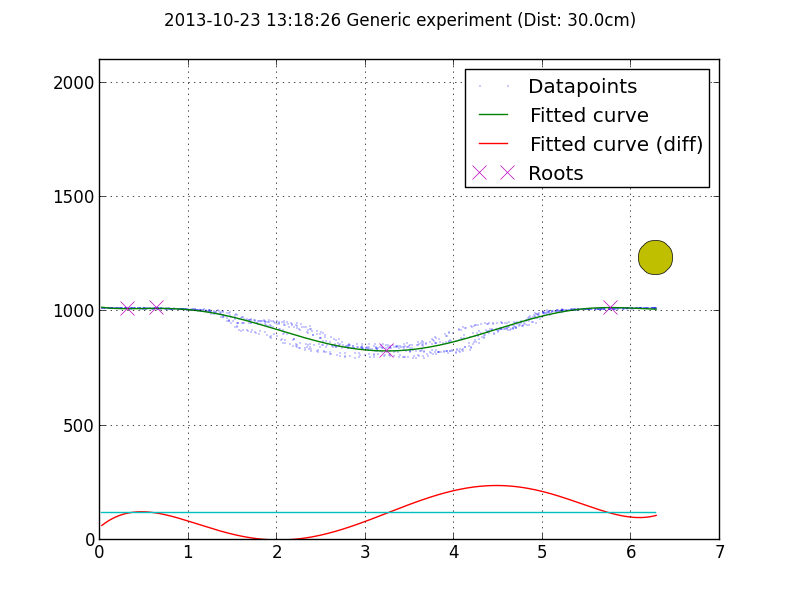 2013-10-23 13:18:26 Generic experiment (Dist: 30.0cm)
Datapoints
Fitted curve
Fitted curve (diff)
Roots
2000
1500
1000
500
0
0 1 2 3 4 5 6 7